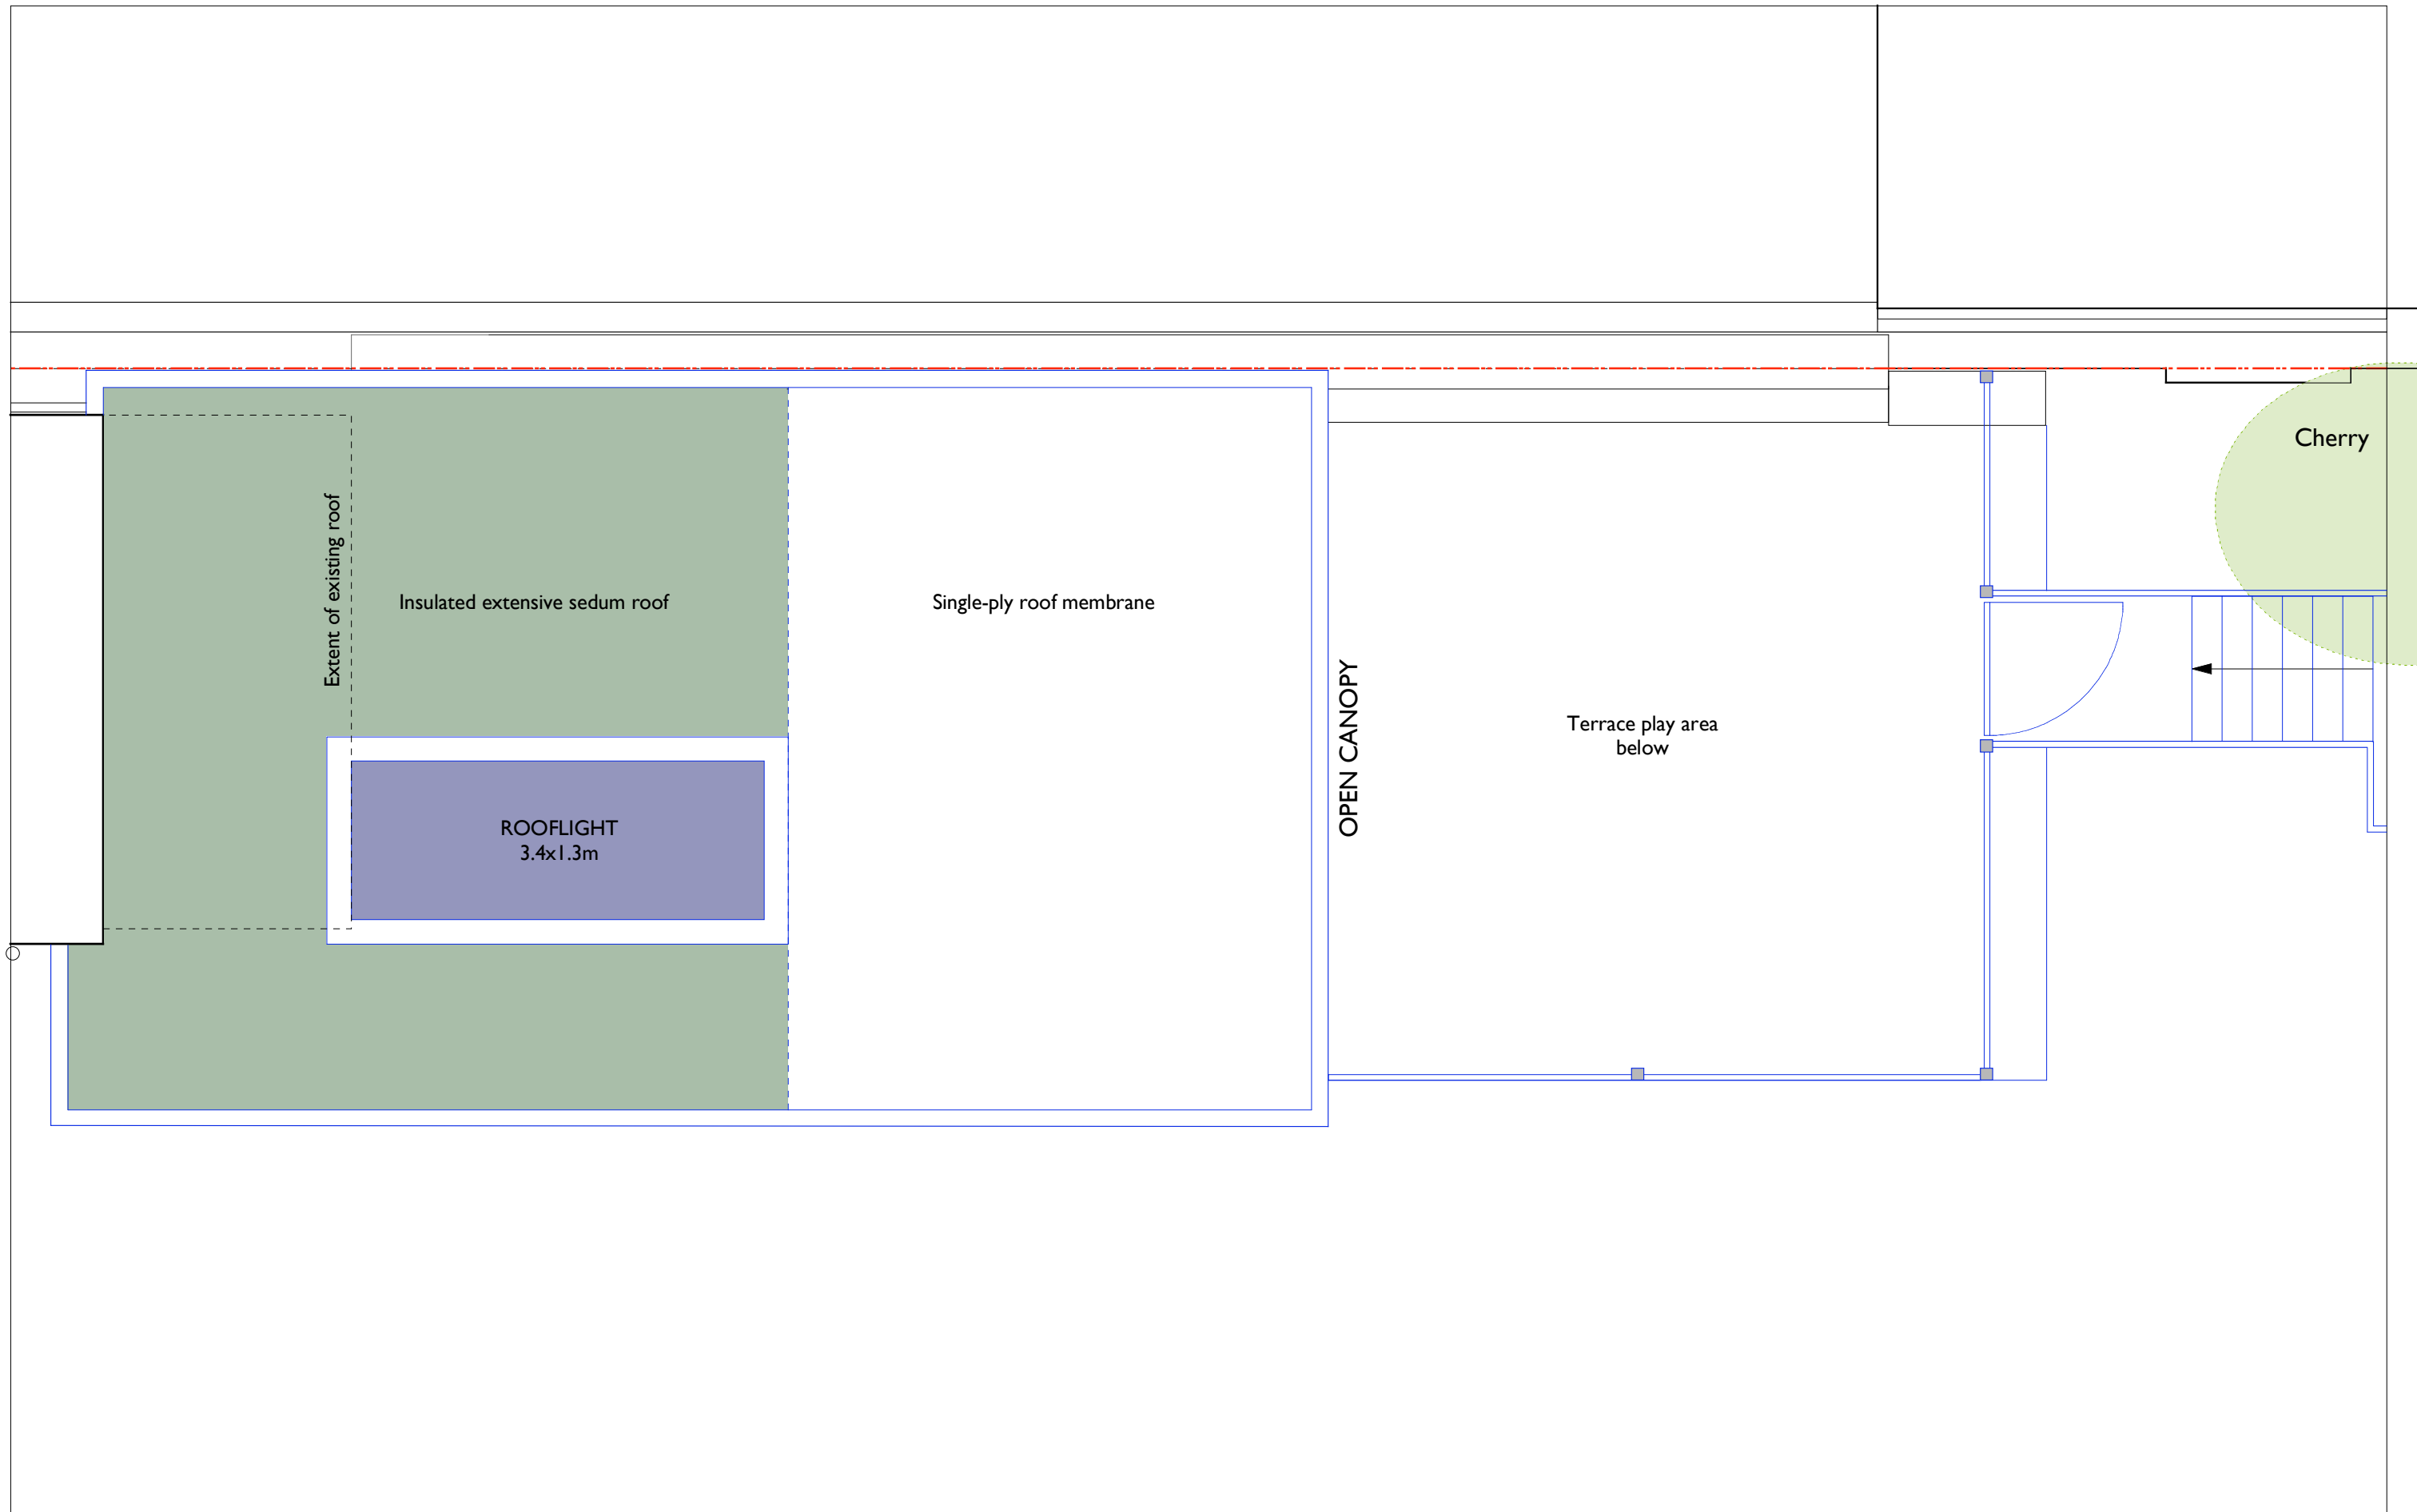 Cherry
Extent of existing roof
Insulated extensive sedum roof
Single-ply roof membrane
OPEN CANOPY
Terrace play area
below
ROOFLIGHT
3.4x1.3m